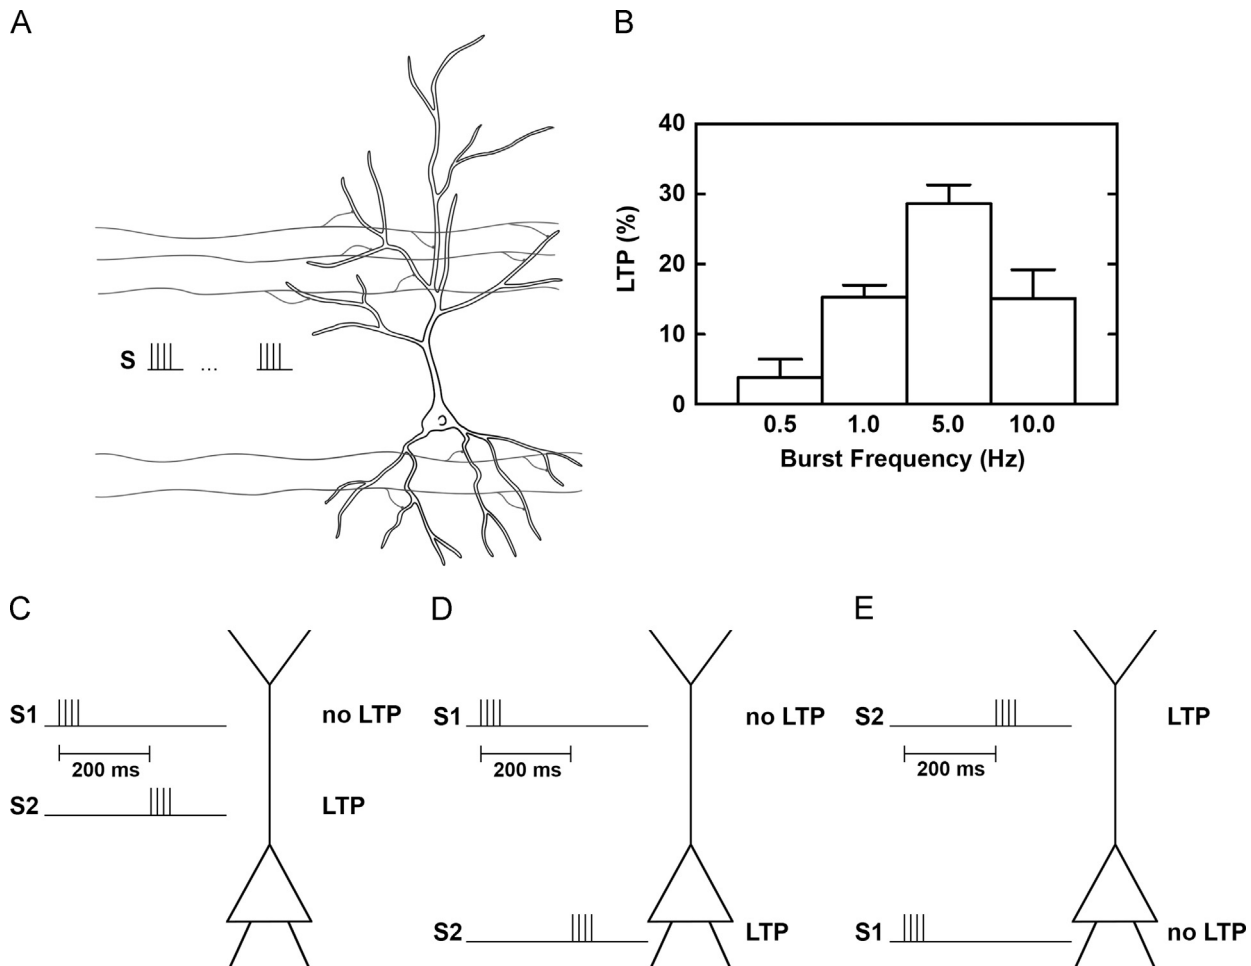 A
B
40
30
20
10
0
LTP (%)
0.5 1.0 5.0 10.0
Burst Frequency (Hz)
S ...
C
S1 no LTP
200 ms
S2 LTP
D
S1 no LTP
200 ms
S2 LTP
E
S2 LTP
200 ms
S1 no LTP